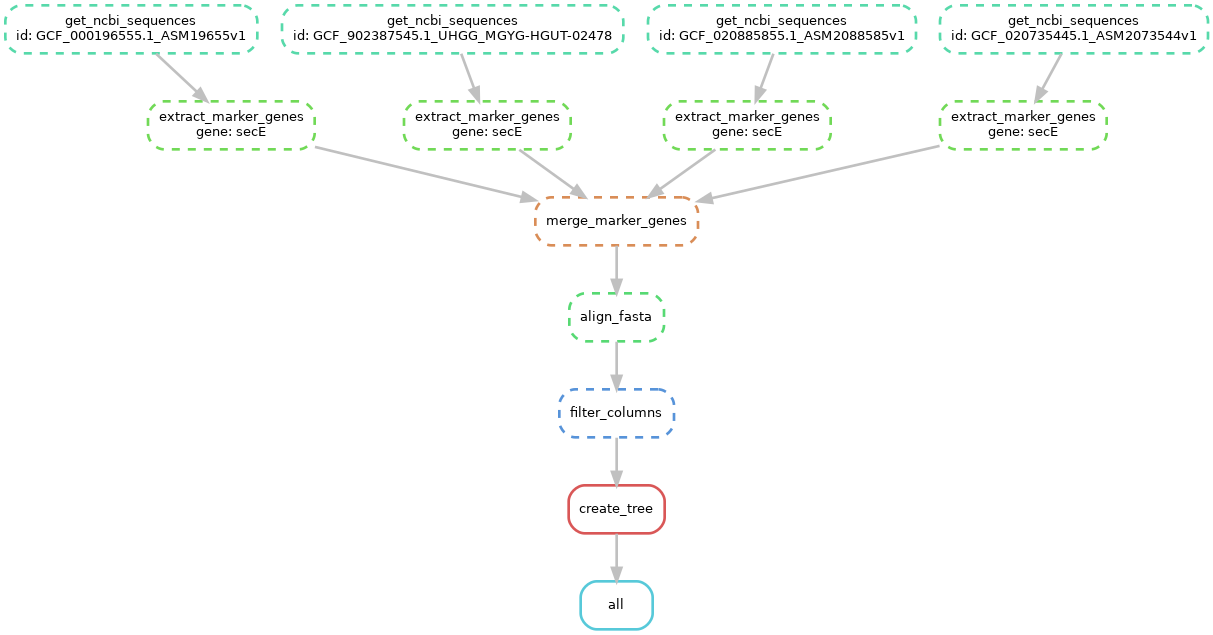 get_ncbi_sequences
id: GCF_000196555.1_ASM19655v1
get_ncbi_sequences
id: GCF_902387545.1_UHGG_MGYG-HGUT-02478
get_ncbi_sequences
id: GCF_020885855.1_ASM2088585v1
get_ncbi_sequences
id: GCF_020735445.1_ASM2073544v1
extract_marker_genes
gene: secE
extract_marker_genes
gene: secE
extract_marker_genes
gene: secE
extract_marker_genes
gene: secE
merge_marker_genes
align_fasta
filter_columns
create_tree
all